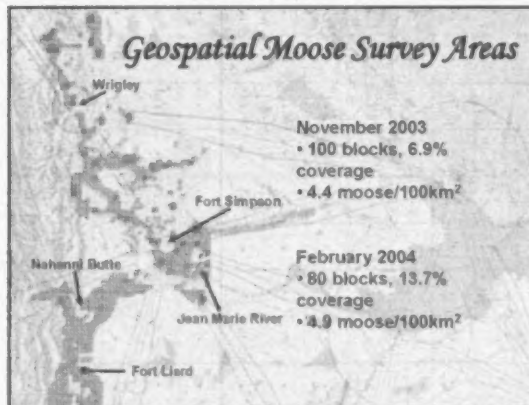 Geospatial Moose Survey Areas
Wrigley
November 2003
• 100 blocks, 6.9%
coverage
• 4.4 moose/100km²
Fort Simpson
Nahanni Butte
February 2004
• 80 blocks, 13.7%
coverage
• 4.9 moose/100km²
Jean Marie River
Fort Liard